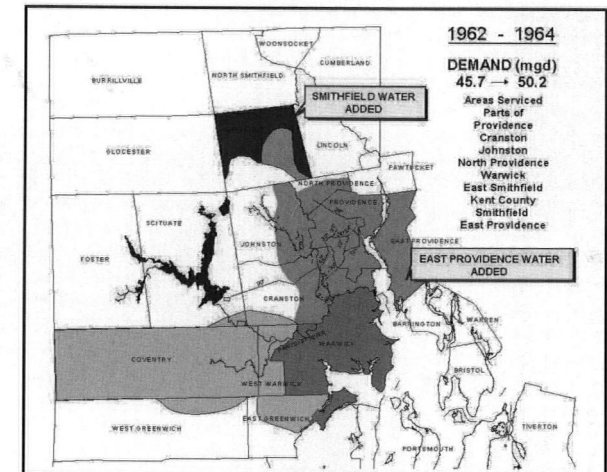 1962 - 1964
DEMAND (mgd)
45.7 → 50.2
Areas Serviced
Parts of
Providence
Cranston
Johnston
North Providence
Warwick
East Smithfield
Kent County
Smithfield
East Providence
WOONSOCKET
CUMBERLAND
BURRILLVILLE
NORTH SMITHFIELD
SMITHFIELD WATER
ADDED
GLOCESTER
LINCOLN
PAWTUCKET
NORTH PROVIDENCE
PROVIDENCE
SCITUATE
JOHNSTON
EAST PROVIDENCE
FOSTER
EAST PROVIDENCE WATER
ADDED
CRANSTON
BARRINGTON
WARREN
WARWICK
COVENTRY
BRISTOL
WEST WARWICK
WEST GREENWICH
EAST GREENWICH
TIVERTON
PORTSMOUTH